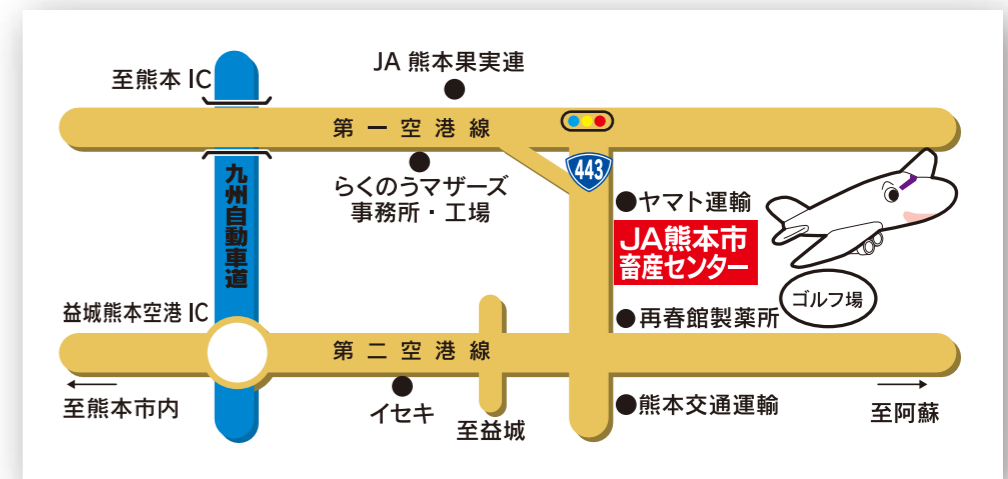 JA 熊本果実連
至熊本 IC
第一空港線
443
らくのうマザーズ
事務所・工場
九州自動車道
ヤマト運輸
JA熊本市
畜産センター
ゴルフ場
益城熊本空港 IC
再春館製薬所
第二空港線
至熊本市内
イセキ
至益城
熊本交通運輸
至阿蘇